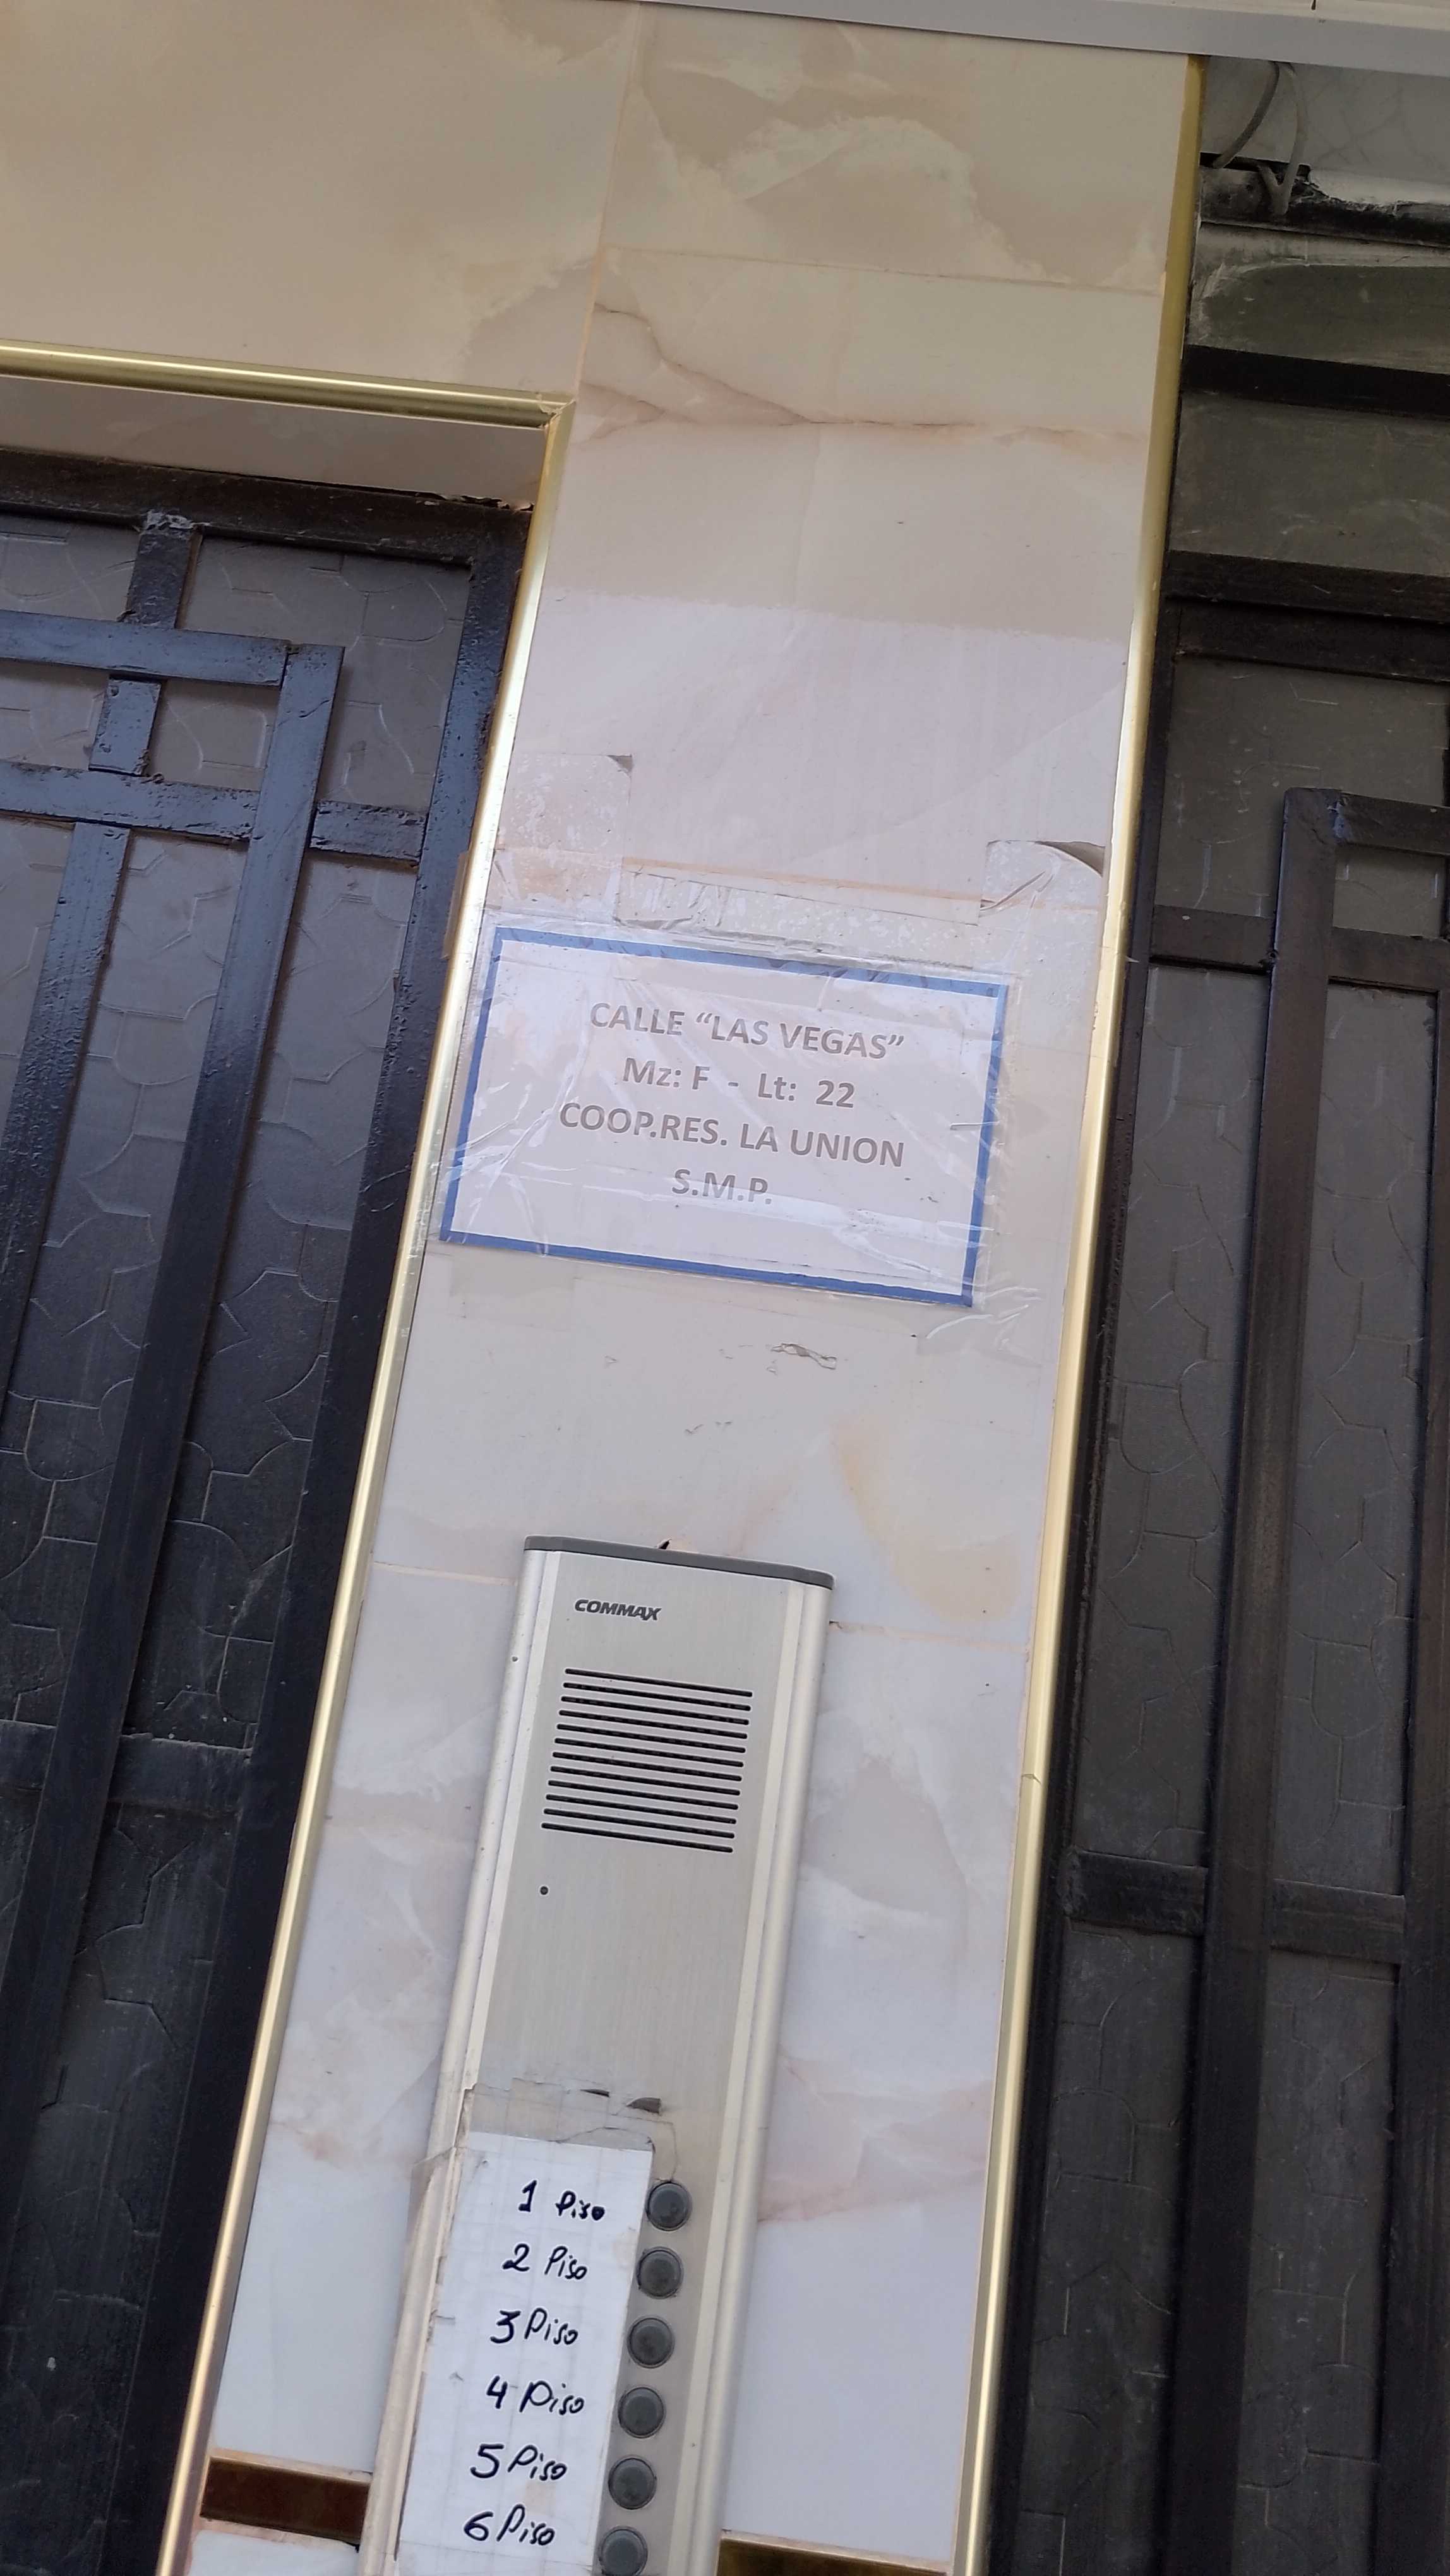 CALLE “LAS VEGAS”
Mz: F - Lt: 22
COOP.RES. LA UNION
S.M.P.
COMMAX
1 Piso
2 Piso
3 Piso
4 Piso
5 Piso
6 Piso